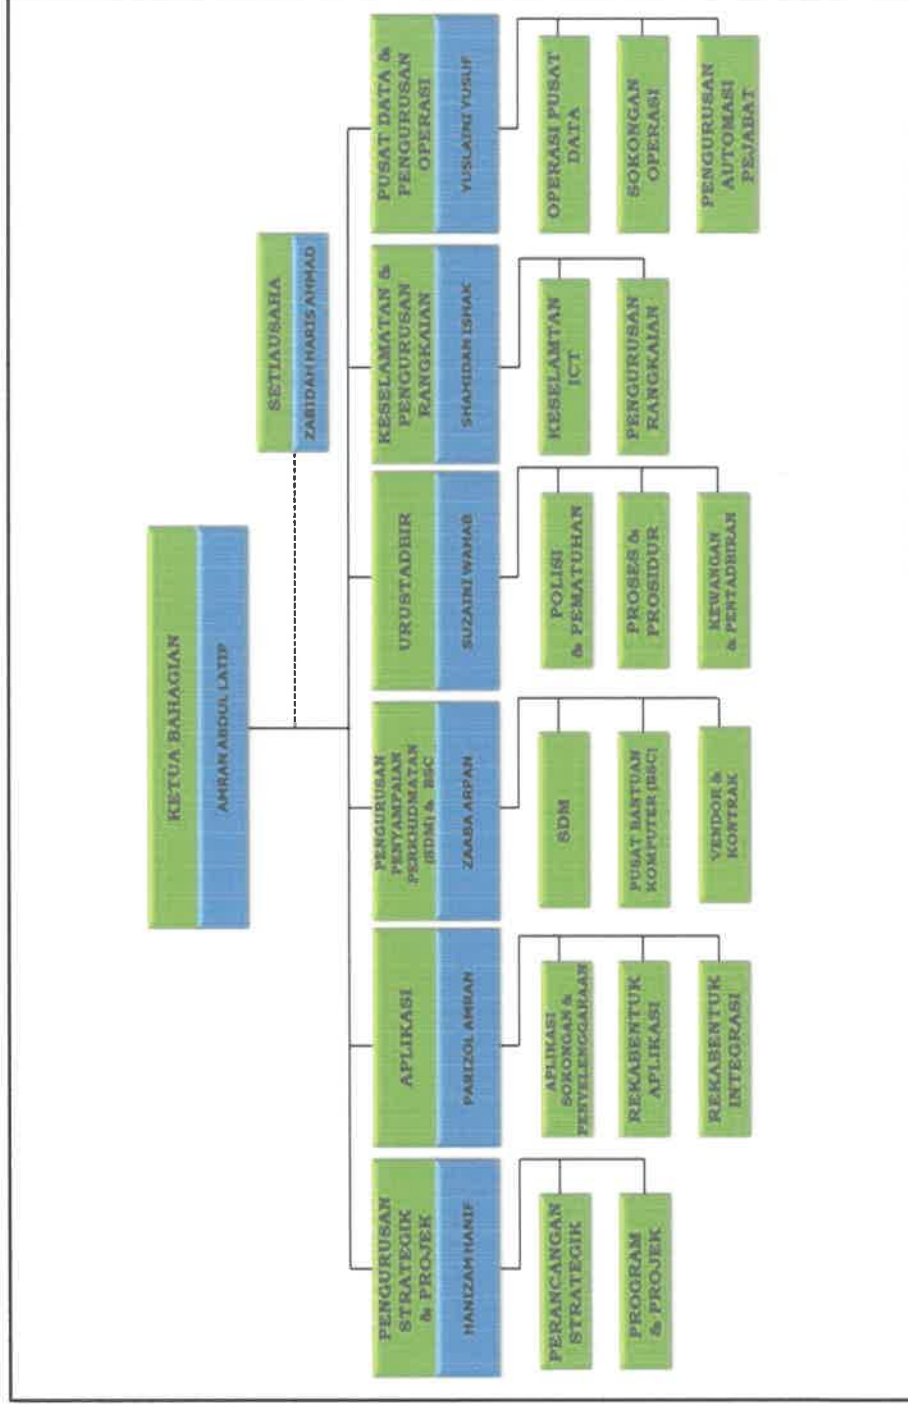 KETUA BAHAGIAN
AMRAN ABDUL LATIF
SETIAUSAHA
ZABIDAH HARIS AHMAD
PENGURUSAN
STRATEGIK
& PROJEK
HANIZAM HANIF
PERANCANGAN
STRATEGIK
PROGRAM
& PROJEK
APLIKASI
PARIZOL AMRAN
APLIKASI
SOKONGAN &
PENYELENGGARAAN
REKABENTUK
APLIKASI
REKABENTUK
INTEGRASI
PENGURUSAN
PENYAMPAIAN
PERKHIDMATAN
(SDM) & BSC
ZAABA ARPAN
SDM
PUSAT BANTUAN
KOMPUTER (BSC)
VENDOR &
KONTRAK
URUSTADBIR
SUZAINI WAHAB
POLISI
& PEMATUHAN
PROSES &
PROSIDUR
KEWANGAN
& PENTADBIRAN
KESELAMATAN &
PENGURUSAN
RANGKAIAN
SHAMIDAN ISHAK
KESELAMTAN
ICT
PENGURUSAN
RANGKAIAN
PUSAT DATA &
PENGURUSAN
OPERASI
YUSLAINI YUSUF
OPERASI PUSAT
DATA
SOKONGAN
OPERASI
PENGURUSAN
AUTOMASI
PEJABAT